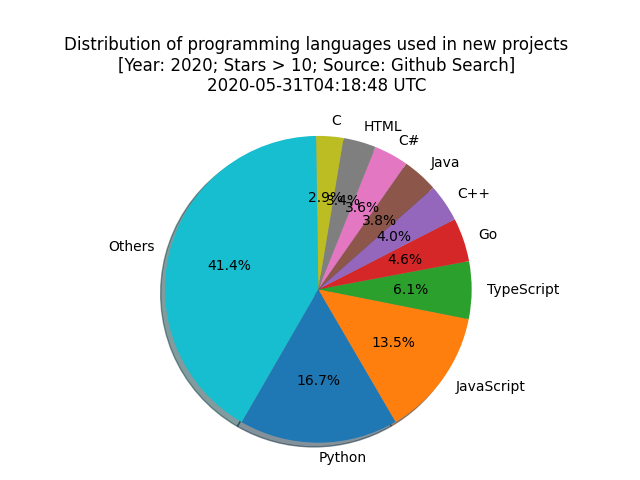 Distribution of programming languages used in new projects
[Year: 2020; Stars > 10; Source: Github Search]
2020-05-31T04:18:48 UTC
C
HTML
C#
Java
C++
Go
TypeScript
JavaScript
Python
Others
2.9%
3.4%
3.6%
3.8%
4.0%
4.6%
6.1%
13.5%
16.7%
41.4%